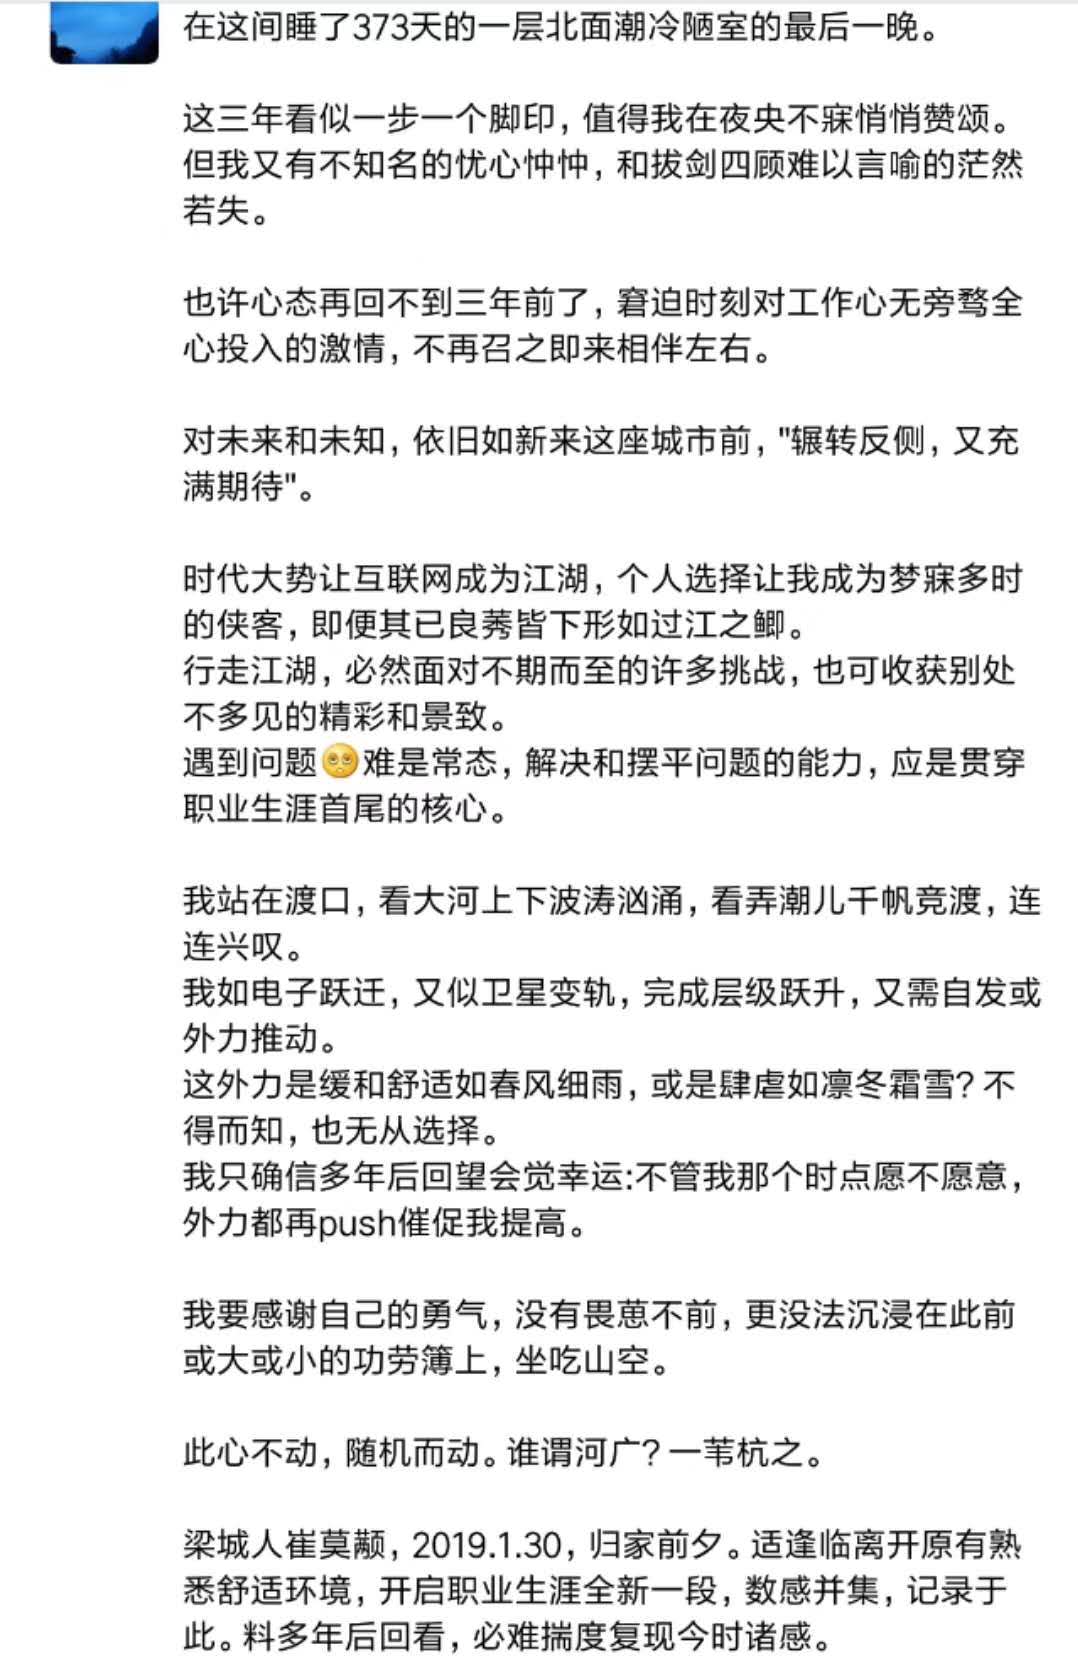 在这间睡了373天的一层北面潮冷陋室的最后一晚。
这三年看似一步一个脚印，值得我在夜央不寐悄悄赞颂。
但我又有不知名的忧心忡忡，和拔剑四顾难以言喻的茫然
若失。
也许心态再回不到三年前了，窘迫时刻对工作心无旁骛全
心投入的激情，不再召之即来相伴左右。
对未来和未知，依旧如新来这座城市前，"辗转反侧，又充
满期待"。
时代大势让互联网成为江湖，个人选择让我成为梦寐多时
的侠客，即便其已良莠皆下形如过江之鲫。
行走江湖，必然面对不期而至的许多挑战，也可收获别处
不多见的精彩和景致。
遇到问题🙄难是常态，解决和摆平问题的能力，应是贯穿
职业生涯首尾的核心。
我站在渡口，看大河上下波涛汹涌，看弄潮儿千帆竞渡，连
连兴叹。
我如电子跃迁，又似卫星变轨，完成层级跃升，又需自发或
外力推动。
这外力是缓和舒适如春风细雨，或是肆虐如凛冬霜雪？不
得而知，也无从选择。
我只确信多年后回望会觉幸运:不管我那个时点愿不愿意，
外力都再push催促我提高。
我要感谢自己的勇气，没有畏葸不前，更没法沉浸在此前
或大或小的功劳簿上，坐吃山空。
此心不动，随机而动。谁谓河广？一苇杭之。
梁城人崔莫颟，2019.1.30，归家前夕。适逢临离开原有熟
悉舒适环境，开启职业生涯全新一段，数感并集，记录于
此。料多年后回看，必难揣度复现今时诸感。